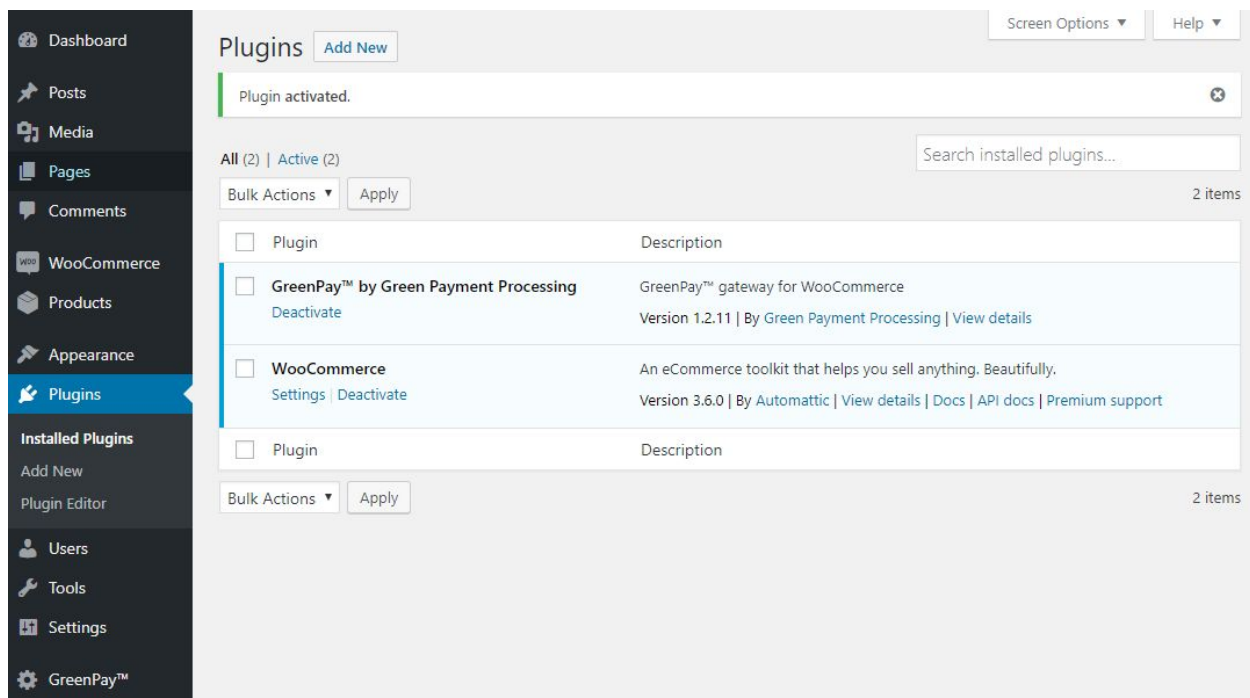 Dashboard
Posts
Media
Pages
Comments
WOO WooCommerce
Products
Appearance
Plugins
Installed Plugins
Add New
Plugin Editor
Users
Tools
Settings
GreenPay™
Screen Options ▼ Help ▼
Plugins Add New
Plugin activated.
All (2) | Active (2)
Search installed plugins...
Bulk Actions ▼ Apply 2 items
Plugin Description
GreenPay™ by Green Payment Processing GreenPay™ gateway for WooCommerce
Deactivate Version 1.2.11 | By Green Payment Processing | View details
WooCommerce An eCommerce toolkit that helps you sell anything. Beautifully.
Settings | Deactivate Version 3.6.0 | By Automattic | View details | Docs | API docs | Premium support
Plugin Description
Bulk Actions ▼ Apply 2 items